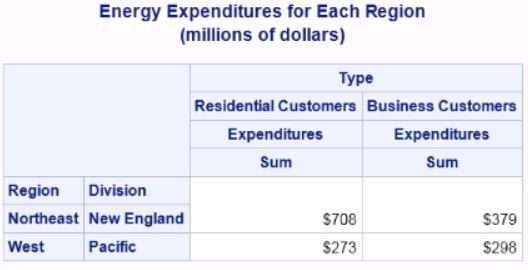 Energy Expenditures for Each Region
(millions of dollars)
Type
Residential Customers Business Customers
Expenditures Expenditures
Sum Sum
Region Division
Northeast New England $708 $379
West Pacific $273 $298